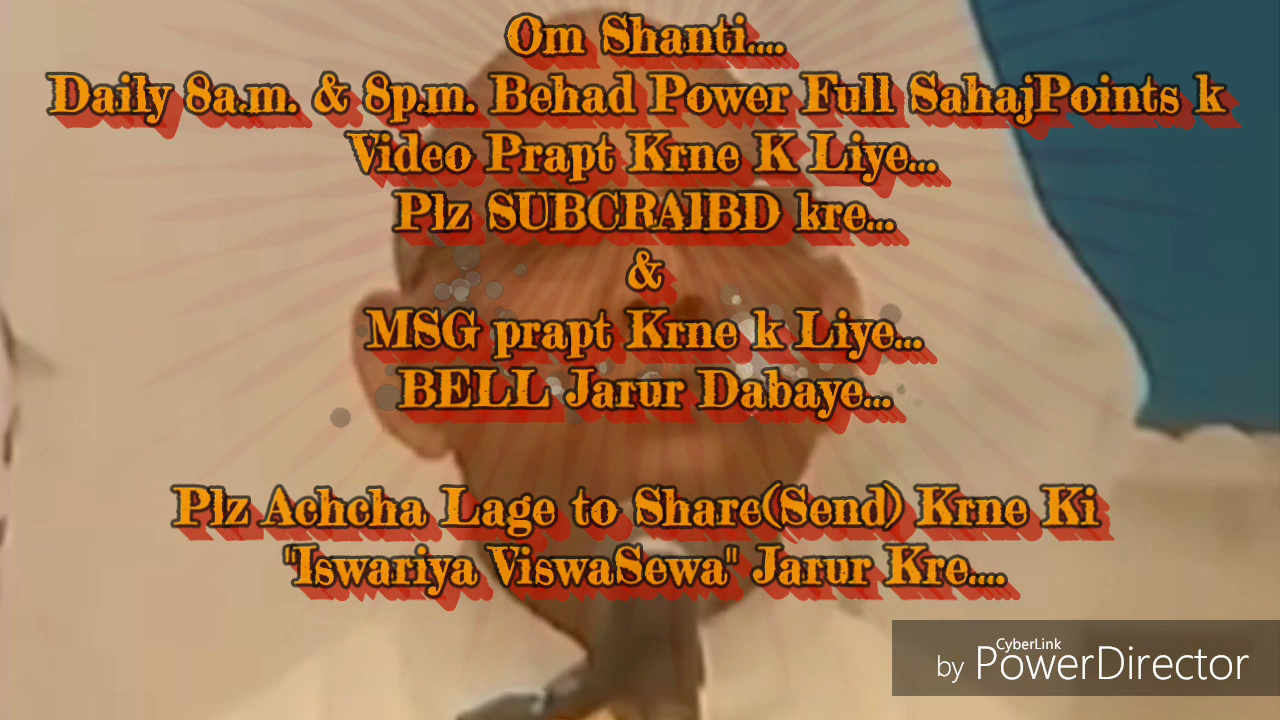 Om Shanti....
Daily 8a.m. & 8p.m. Behad Power Full SahajPoints k
Video Prapt Krne K Liye...
Plz SUBCRAIBD kre...
&
MSG prapt Krne k Liye...
BELL Jarur Dabaye...
Plz Achcha Lage to Share(Send) Krne Ki
"Iswariya ViswaSewa" Jarur Kre....
CyberLink
by PowerDirector